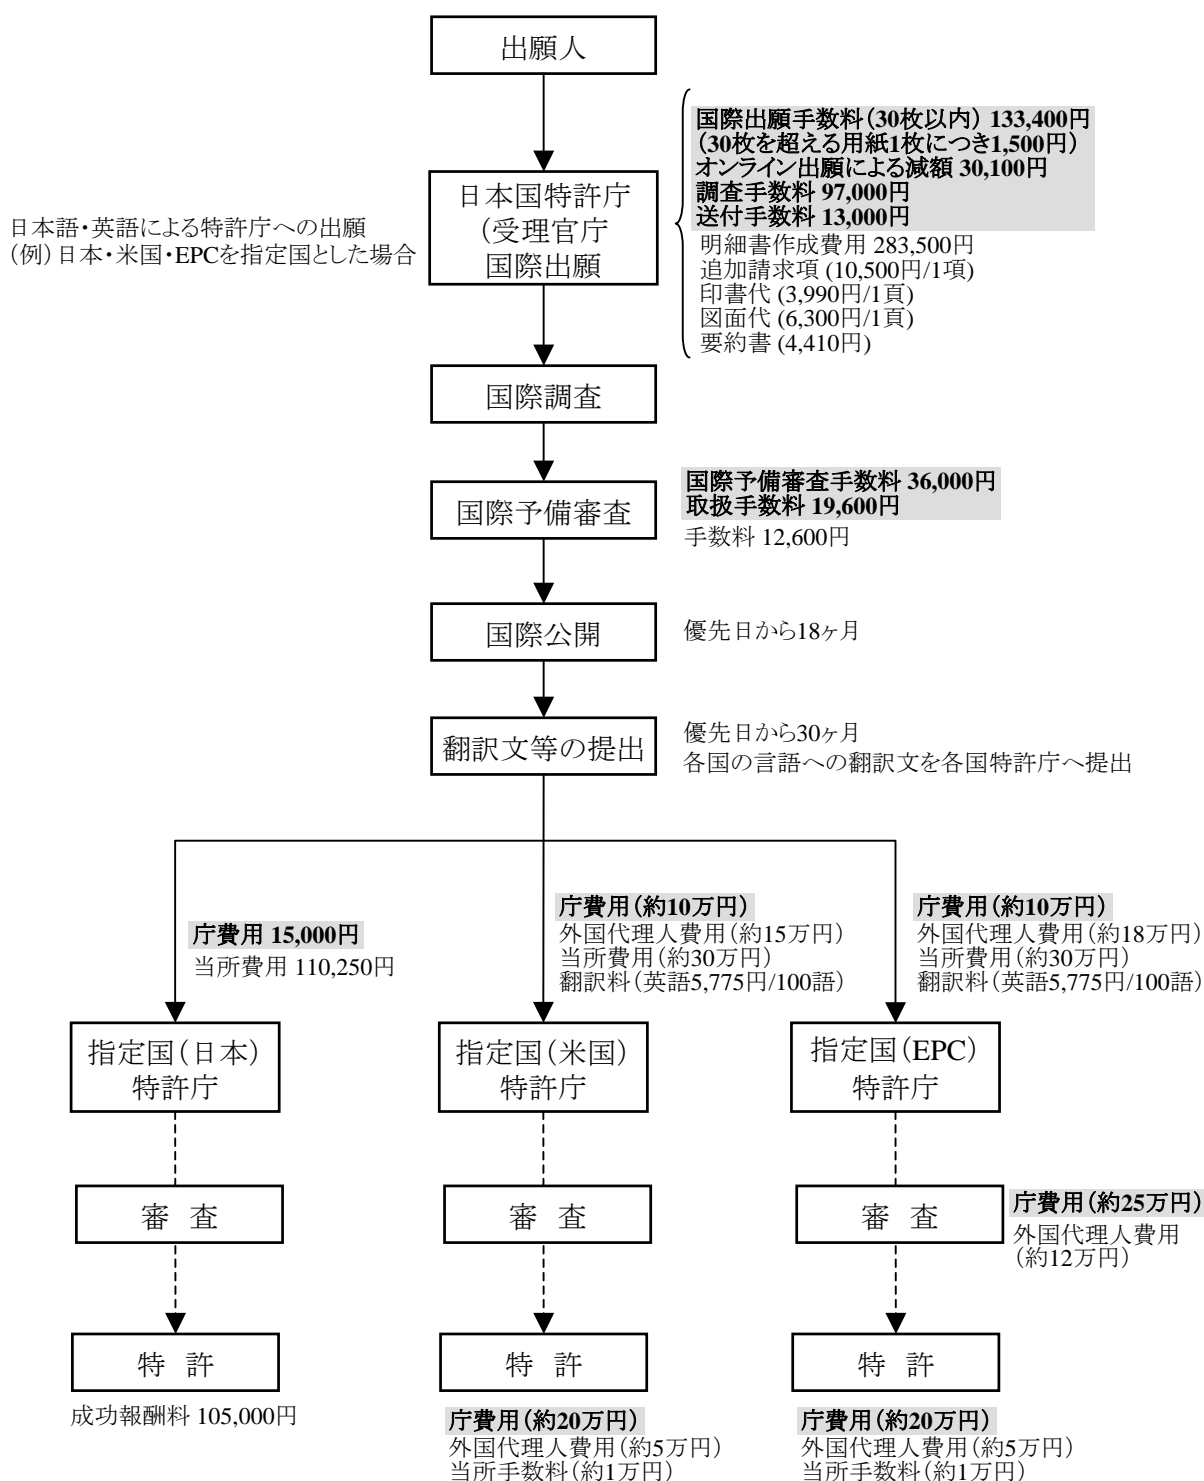 出願人
国際出願手数料（30枚以内） 133,400円
（30枚を超える用紙1枚につき1,500円）
オンライン出願による減額 30,100円
調査手数料 97,000円
送付手数料 13,000円
明細書作成費用 283,500円
追加請求項 (10,500円/1項)
印書代 (3,990円/1頁)
図面代 (6,300円/1頁)
要約書 (4,410円)
日本国特許庁
（受理官庁
国際出願
日本語・英語による特許庁への出願
（例）日本・米国・EPCを指定国とした場合
国際調査
国際予備審査
国際予備審査手数料 36,000円
取扱手数料 19,600円
手数料 12,600円
国際公開
優先日から18ヶ月
翻訳文等の提出
優先日から30ヶ月
各国の言語への翻訳文を各国特許庁へ提出
庁費用 15,000円
当所費用 110,250円
庁費用（約10万円）
外国代理人費用（約15万円）
当所費用（約30万円）
翻訳料（英語5,775円/100語）
庁費用（約10万円）
外国代理人費用（約18万円）
当所費用（約30万円）
翻訳料（英語5,775円/100語）
指定国（日本）
特許庁
指定国（米国）
特許庁
指定国（EPC）
特許庁
審 査
審 査
審 査
庁費用（約25万円）
外国代理人費用
（約12万円）
特 許
特 許
特 許
成功報酬料 105,000円
庁費用（約20万円）
外国代理人費用（約5万円）
当所手数料（約1万円）
庁費用（約20万円）
外国代理人費用（約5万円）
当所手数料（約1万円）